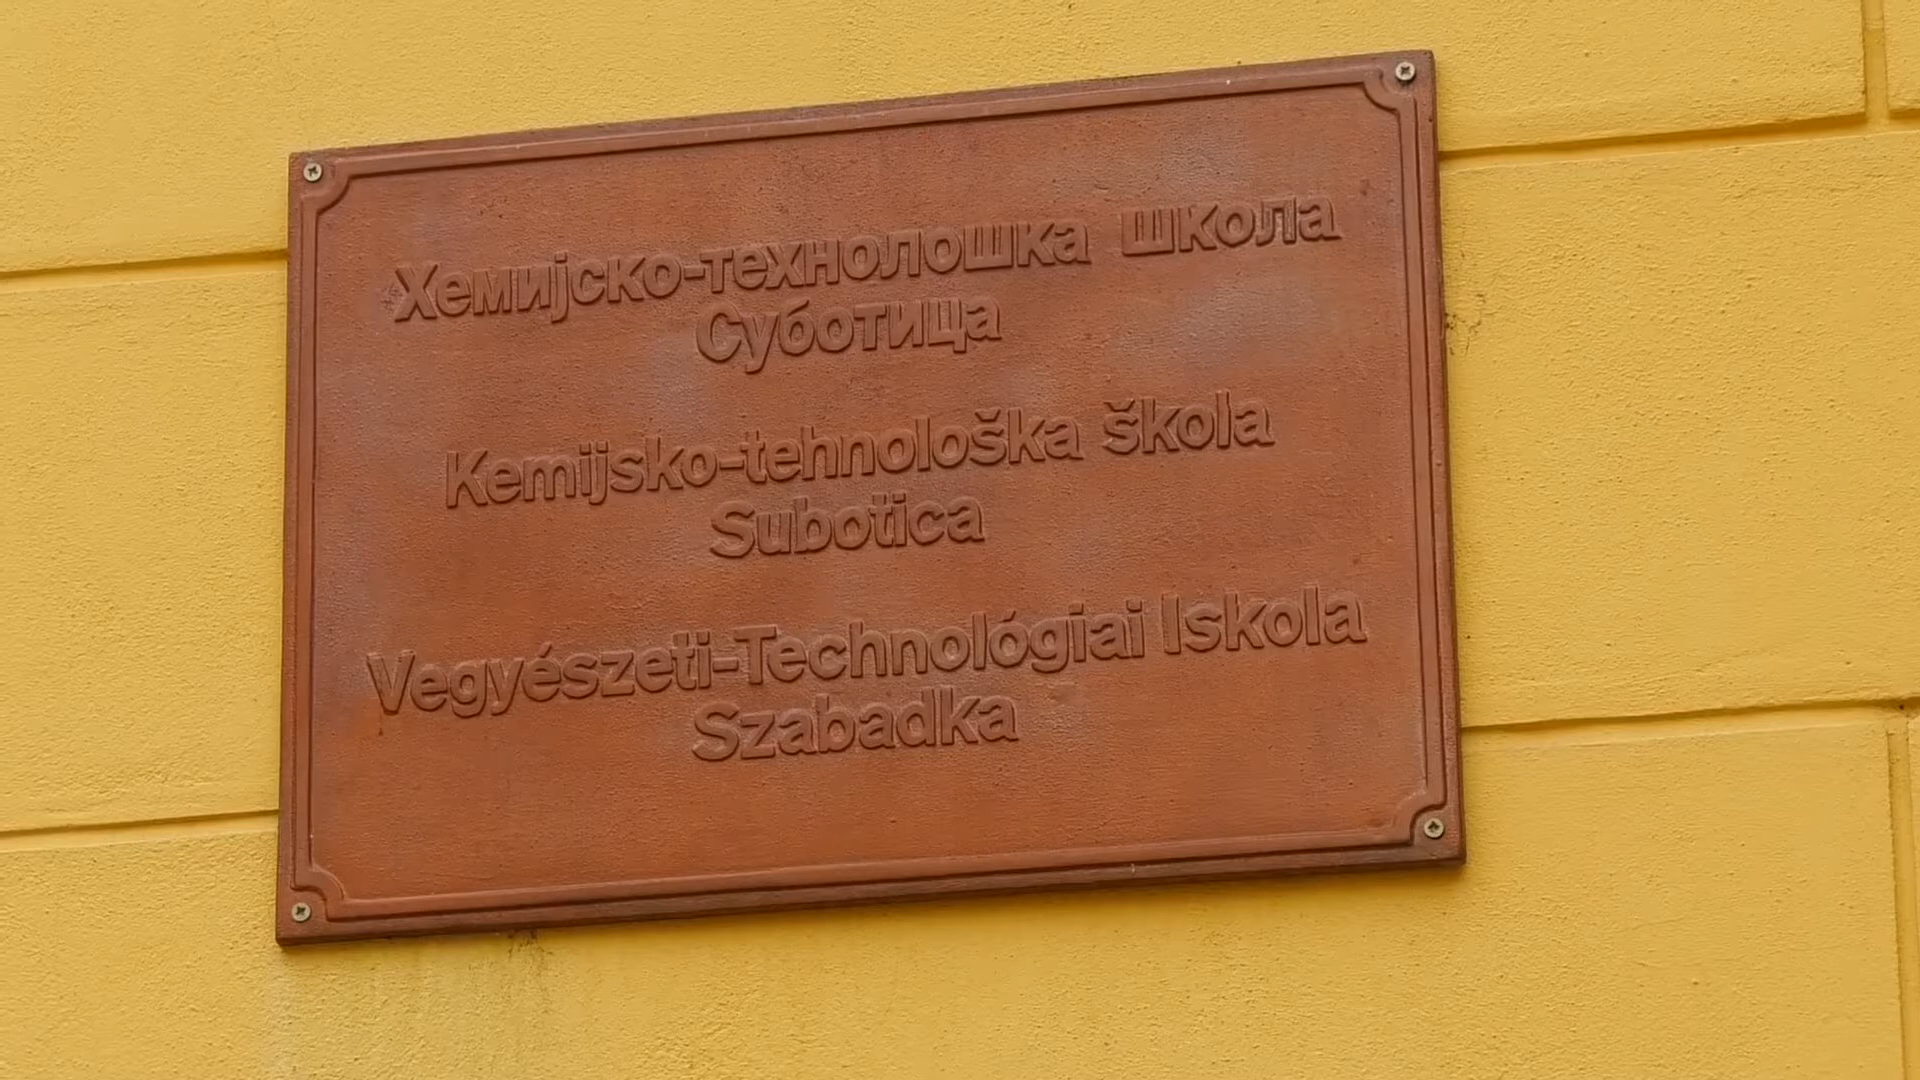 Хемијско-технолошка школа
Суботица
Kemijsko-tehnološka škola
Subotica
Vegyészeti-Technológiai Iskola
Szabadka